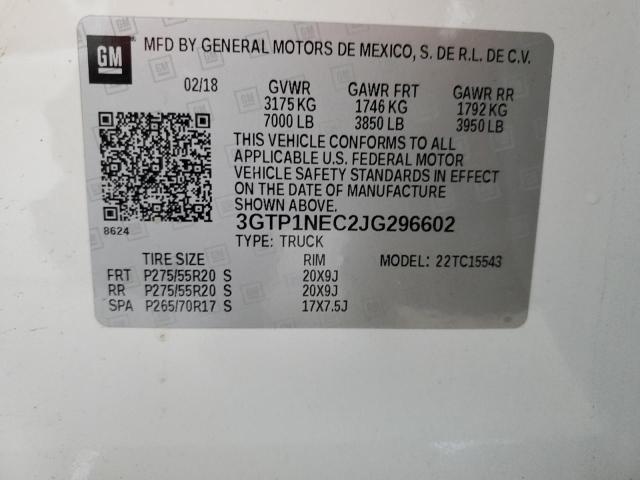 GM
MFD BY GENERAL MOTORS DE MEXICO, S. DE R.L. DE C.V.
02/18 GVWR GAWR FRT GAWR RR
3175 KG 1746 KG 1792 KG
7000 LB 3850 LB 3950 LB
THIS VEHICLE CONFORMS TO ALL
APPLICABLE U.S. FEDERAL MOTOR
VEHICLE SAFETY STANDARDS IN EFFECT
ON THE DATE OF MANUFACTURE
SHOWN ABOVE.
8624 3GTP1NEC2JG296602
TYPE: TRUCK
TIRE SIZE RIM MODEL: 22TC15543
FRT P275/55R20 S 20X9J
RR P275/55R20 S 20X9J
SPA P265/70R17 S 17X7.5J